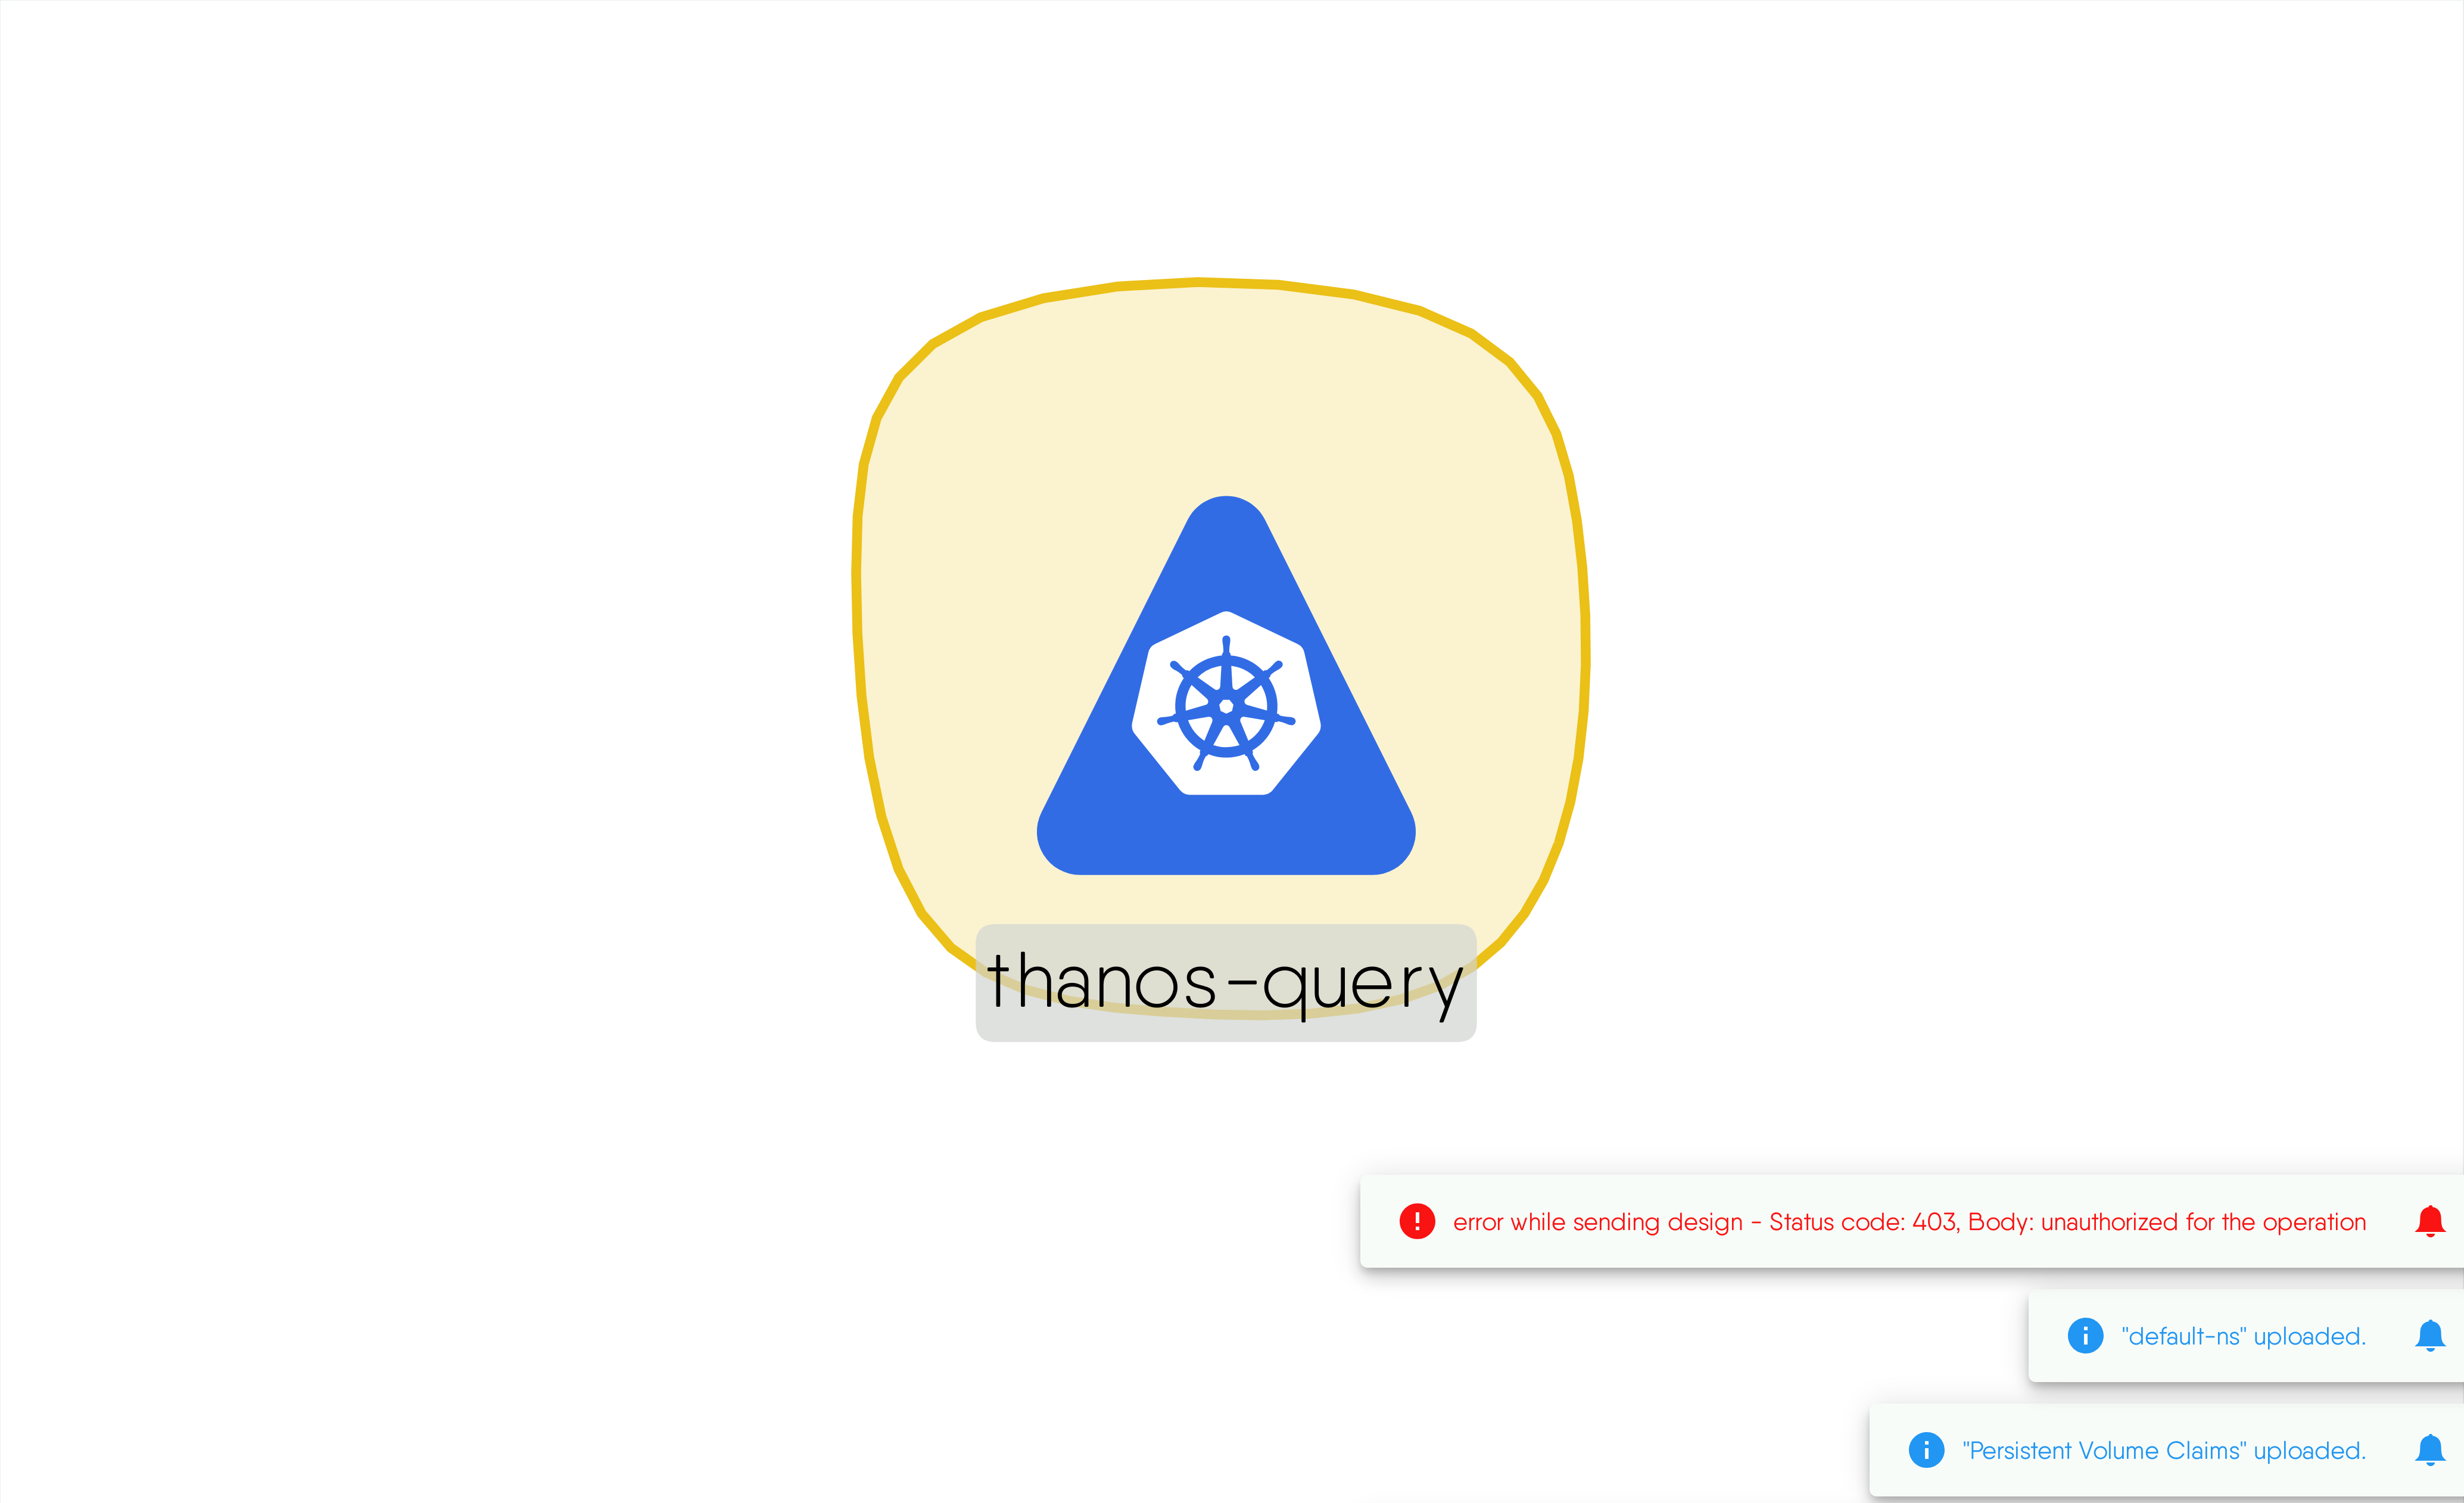 thanos-query
error while sending design - Status code: 403, Body: unauthorized for the operation
"default-ns" uploaded.
"Persistent Volume Claims" uploaded.